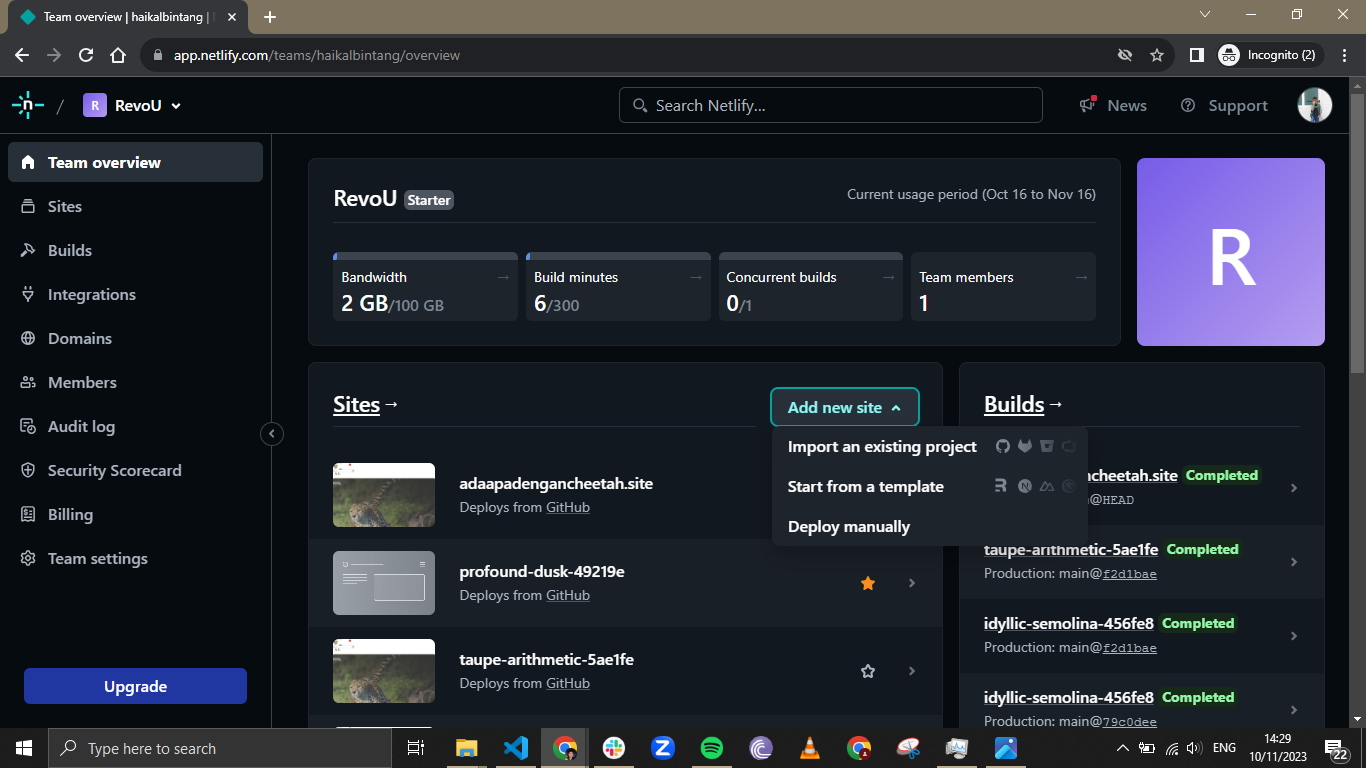 Team overview | haikalbintang |
app.netlify.com/teams/haikalbintang/overview
Incognito (2)
n
/
R
RevoU
Search Netlify...
News
Support
Team overview
Sites
Builds
Integrations
Domains
Members
Audit log
Security Scorecard
Billing
Team settings
Upgrade
RevoU Starter
Current usage period (Oct 16 to Nov 16)
Bandwidth →
2 GB/100 GB
Build minutes →
6/300
Concurrent builds →
0/1
Team members →
1
R
Sites →
Add new site
Import an existing project
Start from a template
Deploy manually
adaapadengancheetah.site
Deploys from GitHub
profound-dusk-49219e
Deploys from GitHub
taupe-arithmetic-5ae1fe
Deploys from GitHub
Builds →
ncheetah.site Completed
@HEAD
taupe-arithmetic-5ae1fe Completed
Production: main@f2d1bae
idyllic-semolina-456fe8 Completed
Production: main@f2d1bae
idyllic-semolina-456fe8 Completed
Production: main@79c0dee
Type here to search
ENG
14:29
10/11/2023
22